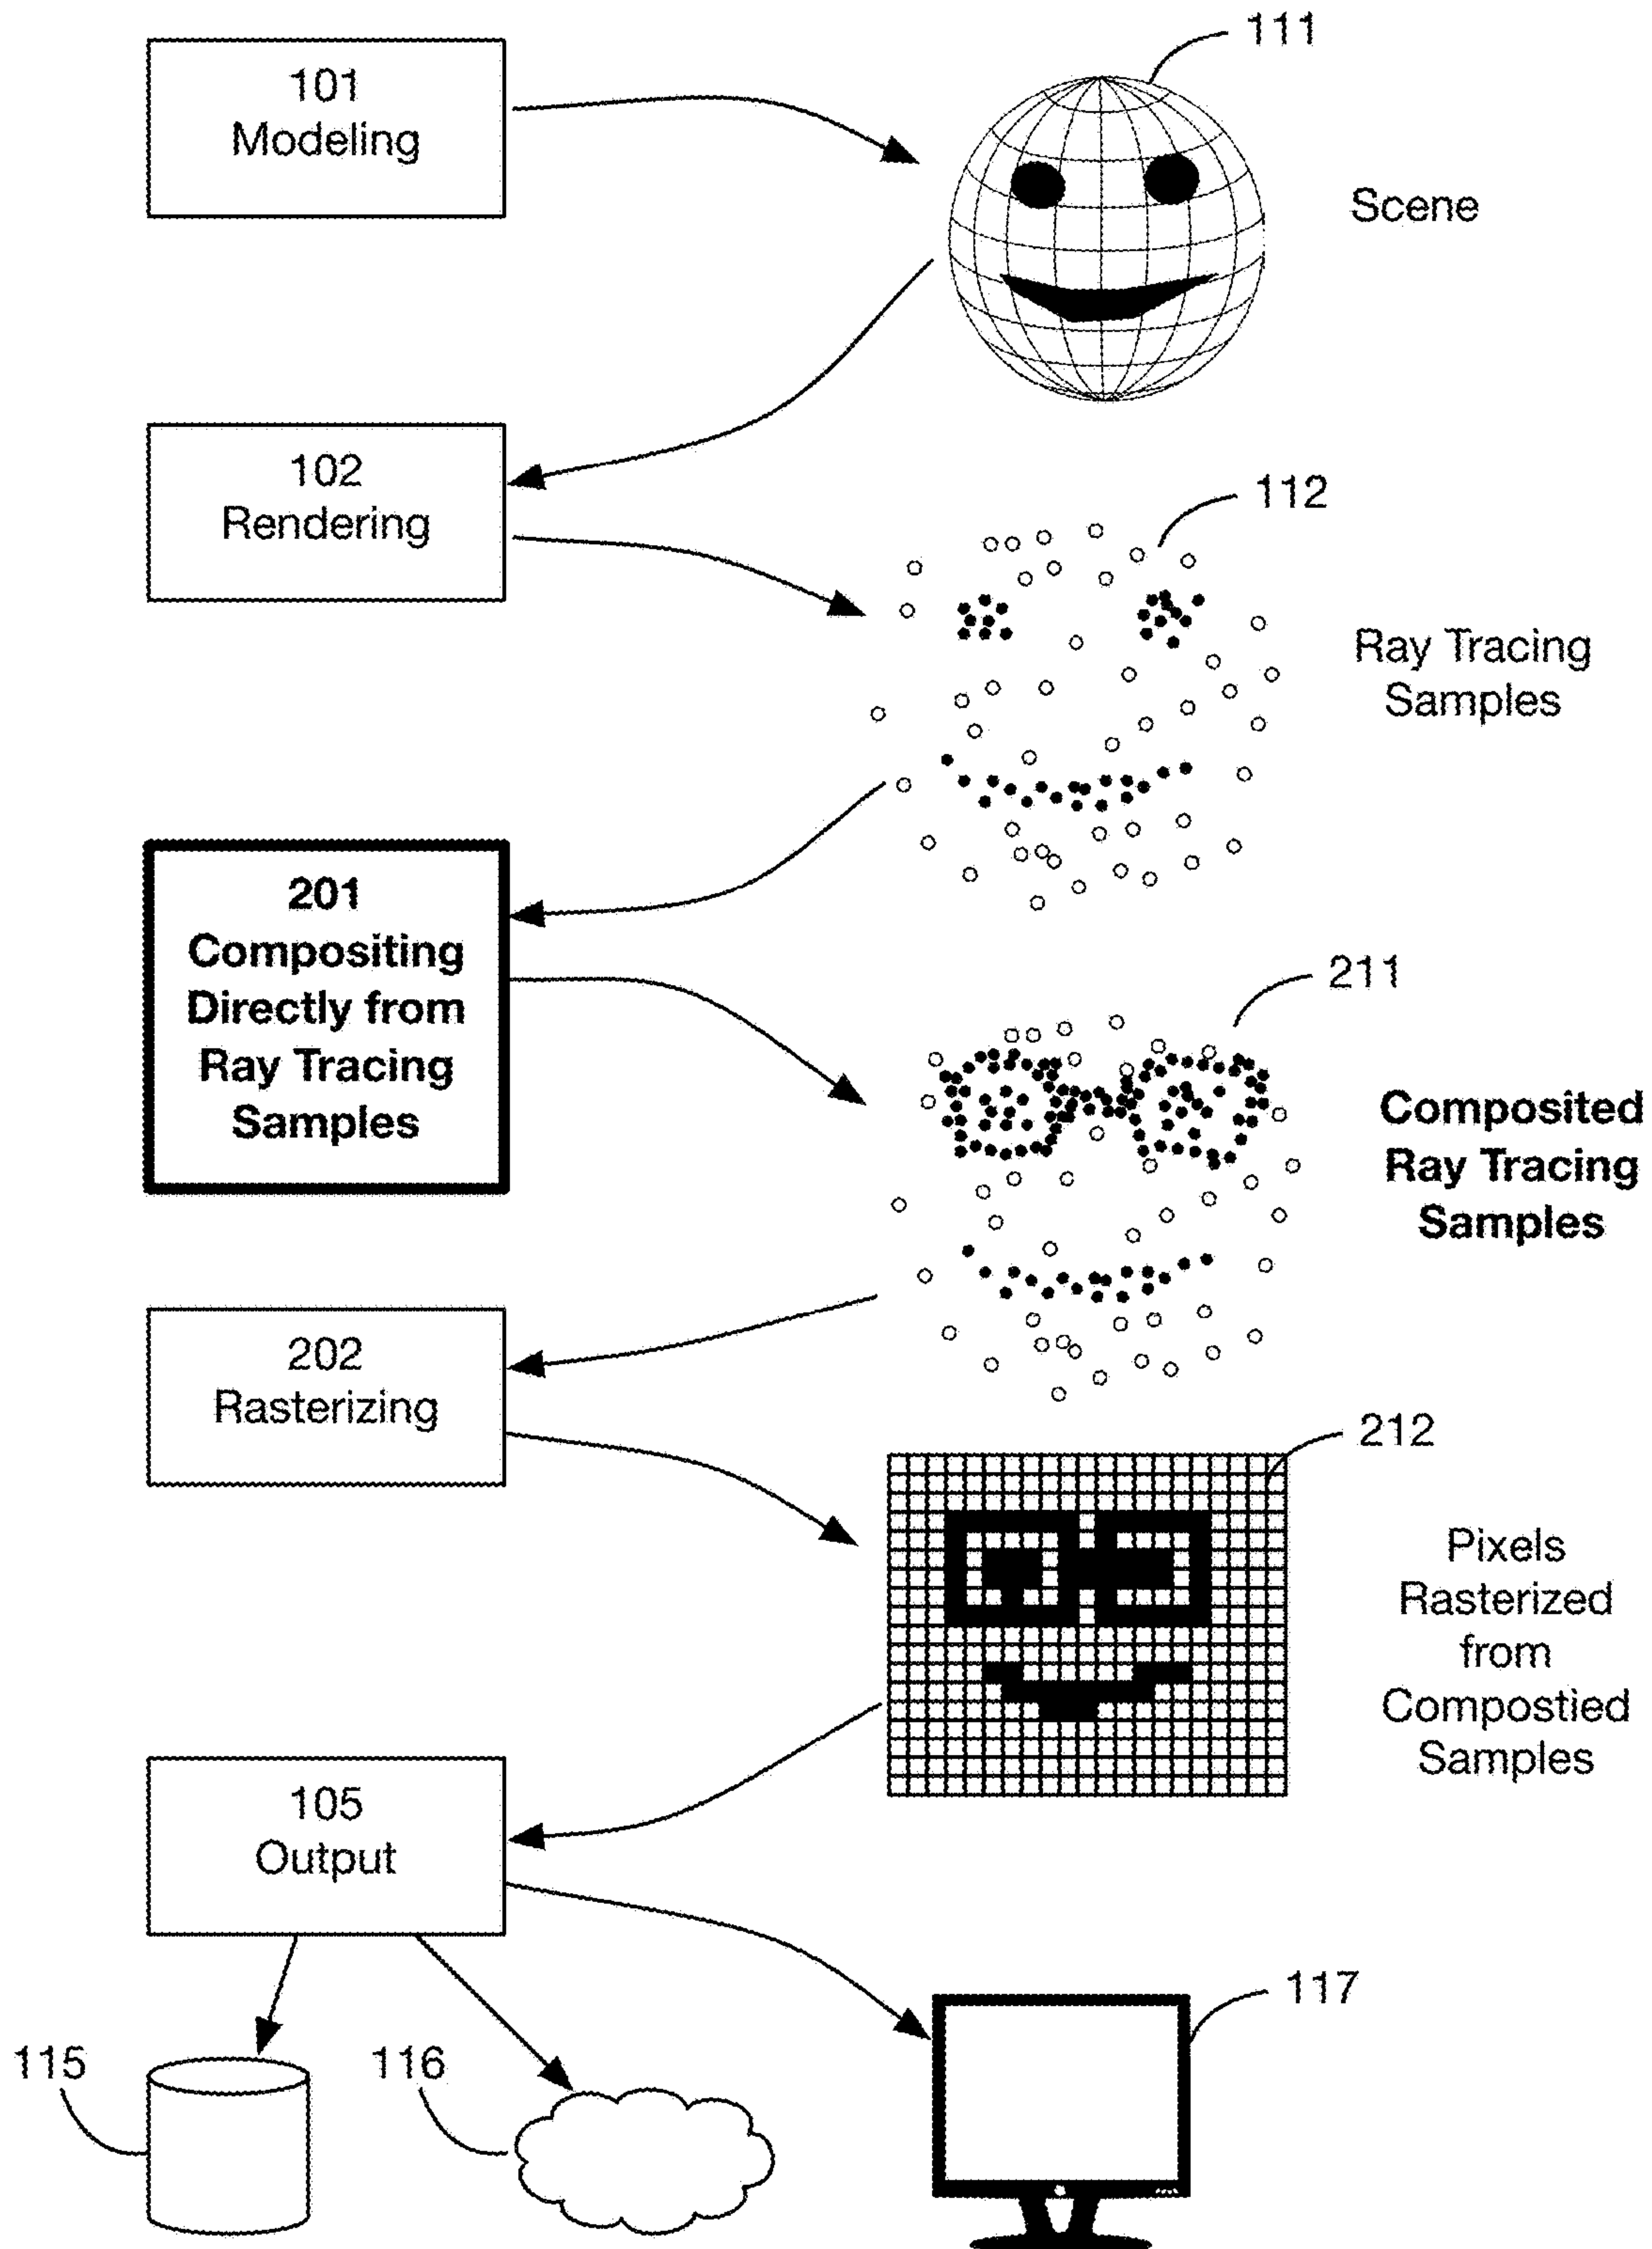 111
101
Modeling
Scene
102
Rendering
112
Ray Tracing
Samples
201
Compositing
Directly from
Ray Tracing
Samples
211
Composited
Ray Tracing
Samples
202
Rasterizing
212
Pixels
Rasterized
from
Compostied
Samples
105
Output
117
115
116